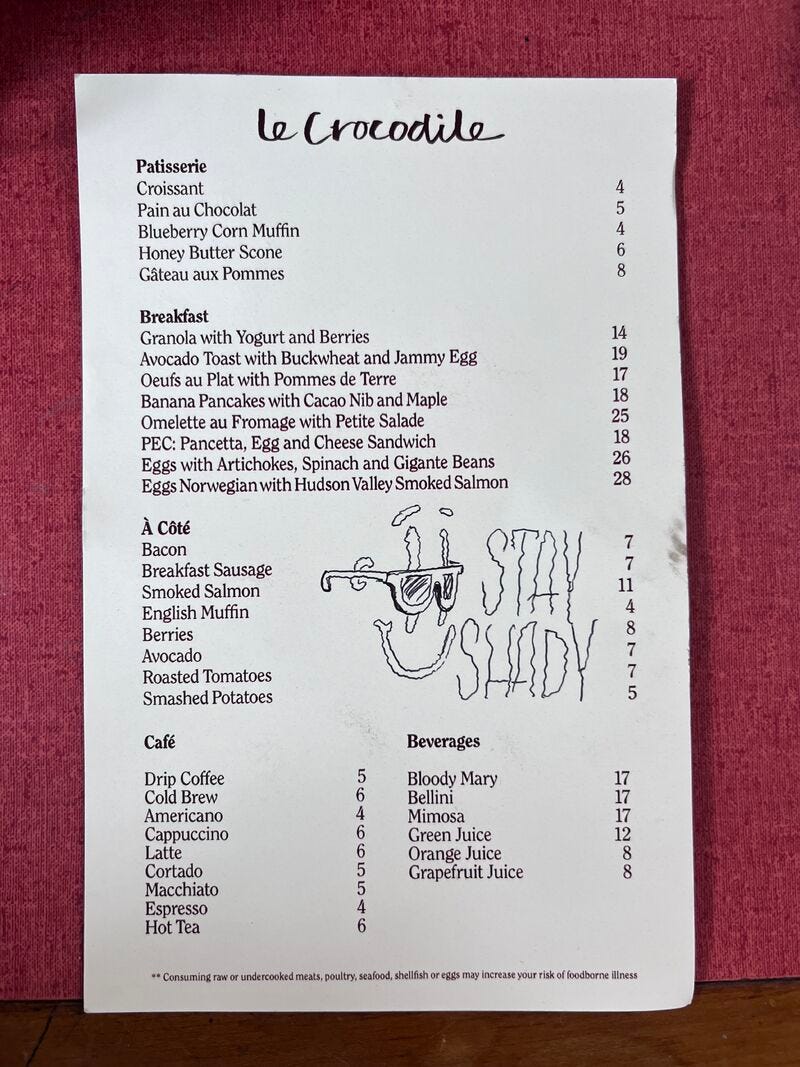 le Crocodile
Patisserie
Croissant 4
Pain au Chocolat 5
Blueberry Corn Muffin 4
Honey Butter Scone 6
Gâteau aux Pommes 8
Breakfast
Granola with Yogurt and Berries 14
Avocado Toast with Buckwheat and Jammy Egg 19
Oeufs au Plat with Pommes de Terre 17
Banana Pancakes with Cacao Nib and Maple 18
Omelette au Fromage with Petite Salade 25
PEC: Pancetta, Egg and Cheese Sandwich 18
Eggs with Artichokes, Spinach and Gigante Beans 26
Eggs Norwegian with Hudson Valley Smoked Salmon 28
À Côté
Bacon 7
Breakfast Sausage 7
Smoked Salmon 11
English Muffin 4
Berries 8
Avocado 7
Roasted Tomatoes 7
Smashed Potatoes 5
STAY
SHADY
Café
Drip Coffee 5
Cold Brew 6
Americano 4
Cappuccino 6
Latte 6
Cortado 5
Macchiato 5
Espresso 4
Hot Tea 6
Beverages
Bloody Mary 17
Bellini 17
Mimosa 17
Green Juice 12
Orange Juice 8
Grapefruit Juice 8
** Consuming raw or undercooked meats, poultry, seafood, shellfish or eggs may increase your risk of foodborne illness